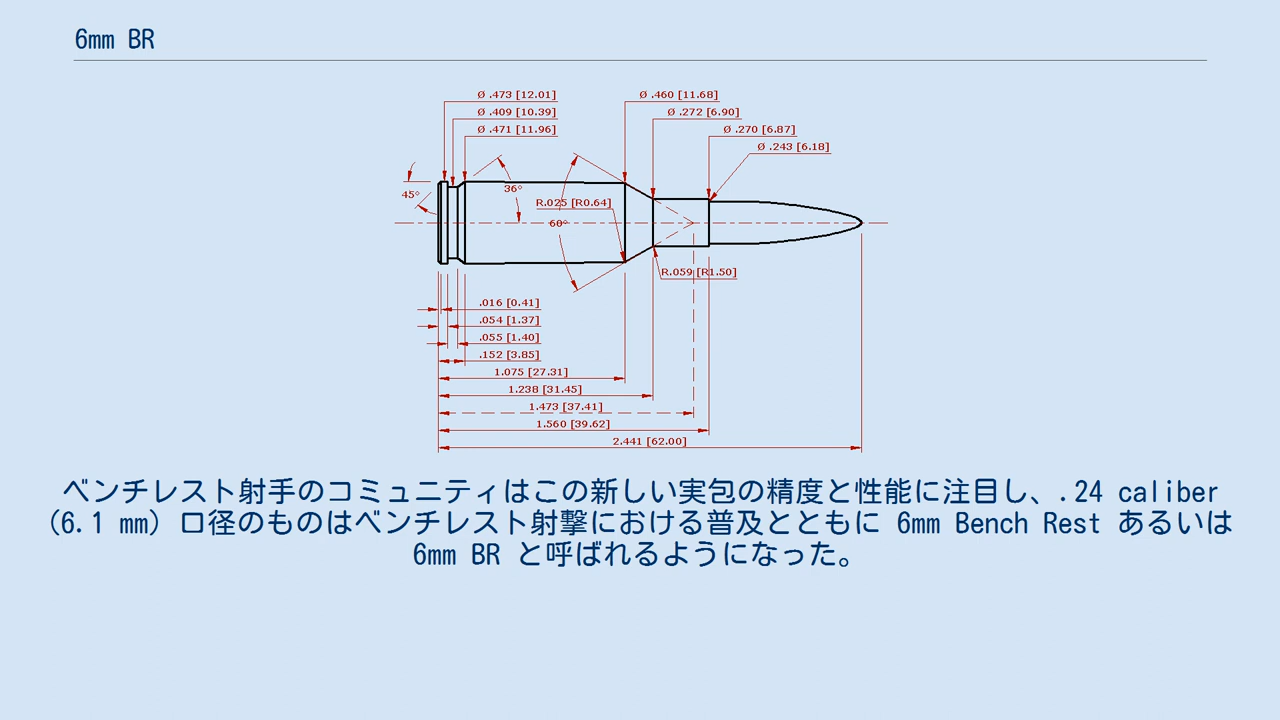 6mm BR
Ø .473 [12.01]
Ø .460 [11.68]
Ø .409 [10.39]
Ø .272 [6.90]
Ø .471 [11.96]
Ø .270 [6.87]
Ø .243 [6.18]
45°
36°
R.025 [R0.64]
60°
R.059 [R1.50]
.016 [0.41]
.054 [1.37]
.055 [1.40]
.152 [3.85]
1.075 [27.31]
1.238 [31.45]
1.473 [37.41]
1.560 [39.62]
2.441 [62.00]
ベンチレスト射手のコミュニティはこの新しい実包の精度と性能に注目し、.24 caliber
(6.1 mm) 口径のものはベンチレスト射撃における普及とともに 6mm Bench Rest あるいは
6mm BR と呼ばれるようになった。